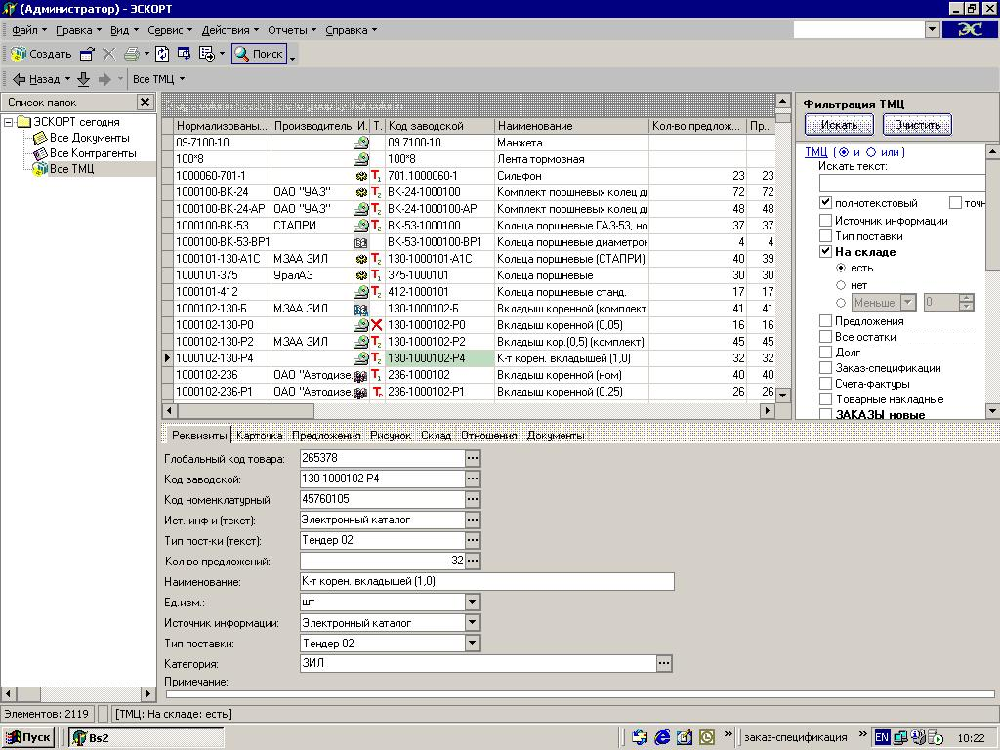 (Администратор) - ЭСКОРТ
Файл Правка Вид Сервис Действия Отчеты Справка
ЭС
Создать Поиск
Назад Все ТМЦ
Список папок
ЭСКОРТ сегодня
Все Документы
Все Контрагенты
Все ТМЦ
Нормализованы... Производитель И. Т. Код заводской Наименование Кол-во предлож... Пр...
09-7100-10 09.7100-10 Манжета
100*8 100*8 Лента тормозная
1000060-701-1 701.1000060-1 Сильфон 23 23
1000100-ВК-24 ОАО "УАЗ" ВК-24-1000100 Комплект поршневых колец ди 72 72
1000100-ВК-24-АР ОАО "УАЗ" ВК-24-1000100-АР Комплект поршневых колец ди 48 48
1000100-ВК-53 СТАПРИ ВК-53-1000100 Кольца поршневые ГАЗ-53, но 37 37
1000100-ВК-53-ВР1 ВК-53-1000100-ВР1 Кольца поршневые диаметром 4 4
1000101-130-А1С МЗАА ЗИЛ 130-1000101-А1С Кольца поршневые (СТАПРИ) 40 39
1000101-375 УралАЗ 375-1000101 Кольца поршневые 30 30
1000101-412 412-1000101 Кольца поршневые станд. 17 17
1000102-130-Б МЗАА ЗИЛ 130-1000102-Б Вкладыш коренной (комплект 41 41
1000102-130-Р0 130-1000102-Р0 Вкладыш коренной (0,05) 16 16
1000102-130-Р2 МЗАА ЗИЛ 130-1000102-Р2 Вкладыш кор.(0,5) (комплект) 45 45
1000102-130-Р4 130-1000102-Р4 К-т корен. вкладышей (1,0) 32 32
1000102-236 ОАО "Автодизе. 236-1000102 Вкладыш коренной (ном) 40 40
1000102-236-Р1 ОАО "Автодизе. 236-1000102-Р1 Вкладыш коренной (0,25) 26 26
Фильтрация ТМЦ
Искать Очистить
ТМЦ ( и или )
Искать текст:
полнотекстовый точн
Источник информации
Тип поставки
На складе
есть
нет
Меньше 0
Предложения
Все остатки
Долг
Заказ-спецификации
Счета-фактуры
Товарные накладные
ЗАКАЗЫ новые
Реквизиты Карточка Предложения Рисунок Склад Отношения Документы
Глобальный код товара: 265378
Код заводской: 130-1000102-Р4
Код номенклатурный: 45760105
Ист. инф-и (текст): Электронный каталог
Тип пост-ки (текст): Тендер 02
Кол-во предложений: 32
Наименование: К-т корен. вкладышей (1,0)
Ед.изм.: шт
Источник информации: Электронный каталог
Тип поставки: Тендер 02
Категория: ЗИЛ
Примечание:
Элементов: 2119 [ТМЦ: На складе: есть]
Пуск Bs2 заказ-спецификация EN 10:22